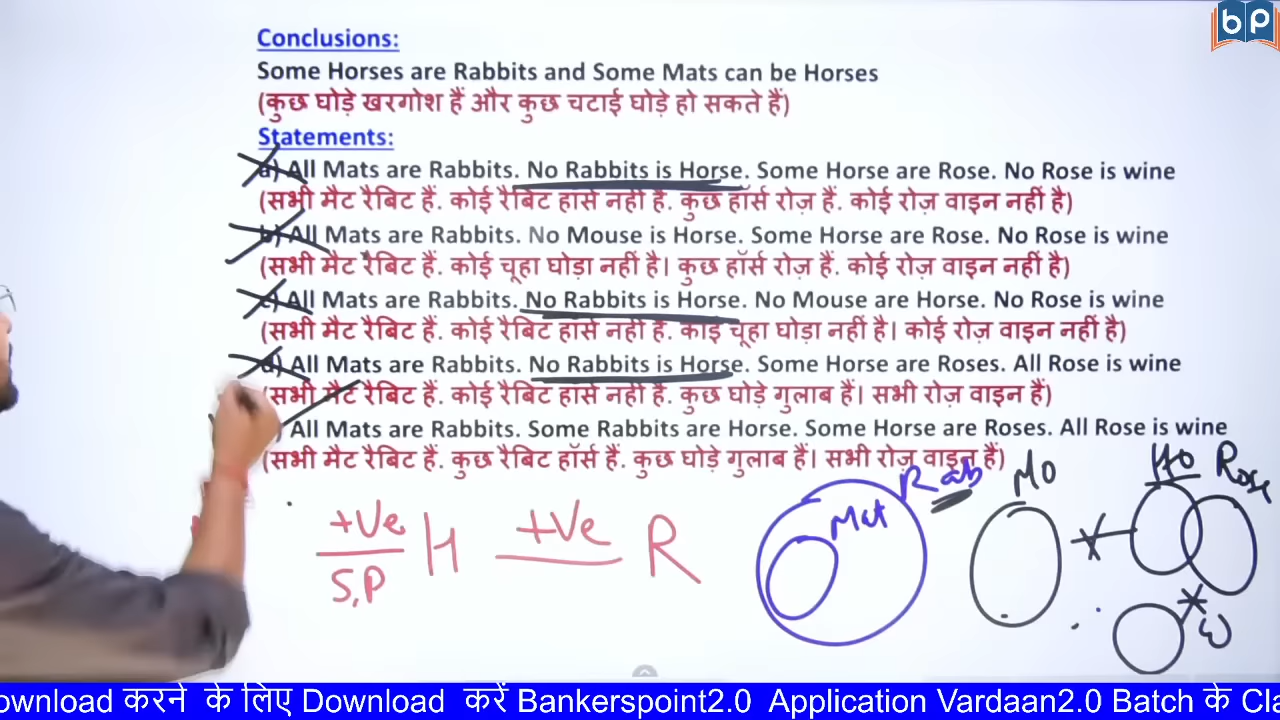 bp
Conclusions:
Some Horses are Rabbits and Some Mats can be Horses
(कुछ घोड़े खरगोश हैं और कुछ चटाई घोड़े हो सकते हैं)
Statements:
a) All Mats are Rabbits. No Rabbits is Horse. Some Horse are Rose. No Rose is wine
(सभी मैट रैबिट हैं. कोई रैबिट हार्स नहीं है. कुछ हॉर्स रोज़ हैं. कोई रोज़ वाइन नहीं है)
b) All Mats are Rabbits. No Mouse is Horse. Some Horse are Rose. No Rose is wine
(सभी मैट रैबिट हैं. कोई चूहा घोड़ा नहीं है। कुछ हॉर्स रोज़ हैं. कोई रोज़ वाइन नहीं है)
c) All Mats are Rabbits. No Rabbits is Horse. No Mouse are Horse. No Rose is wine
(सभी मैट रैबिट हैं. कोई रैबिट हार्स नहीं है. कोई चूहा घोड़ा नहीं है। कोई रोज़ वाइन नहीं है)
d) All Mats are Rabbits. No Rabbits is Horse. Some Horse are Roses. All Rose is wine
(सभी मैट रैबिट हैं. कोई रैबिट हार्स नहीं है. कुछ घोड़े गुलाब हैं। सभी रोज़ वाइन हैं)
) All Mats are Rabbits. Some Rabbits are Horse. Some Horse are Roses. All Rose is wine
(सभी मैट रैबिट हैं. कुछ रैबिट हॉर्स हैं. कुछ घोड़े गुलाब हैं। सभी रोज़ वाइन हैं)
Rab Mo Ho Rose
Mat
+Ve H +Ve R
S,P
W
ownload करने के लिए Download करें Bankerspoint2.0 Application Vardaan2.0 Batch के Cla